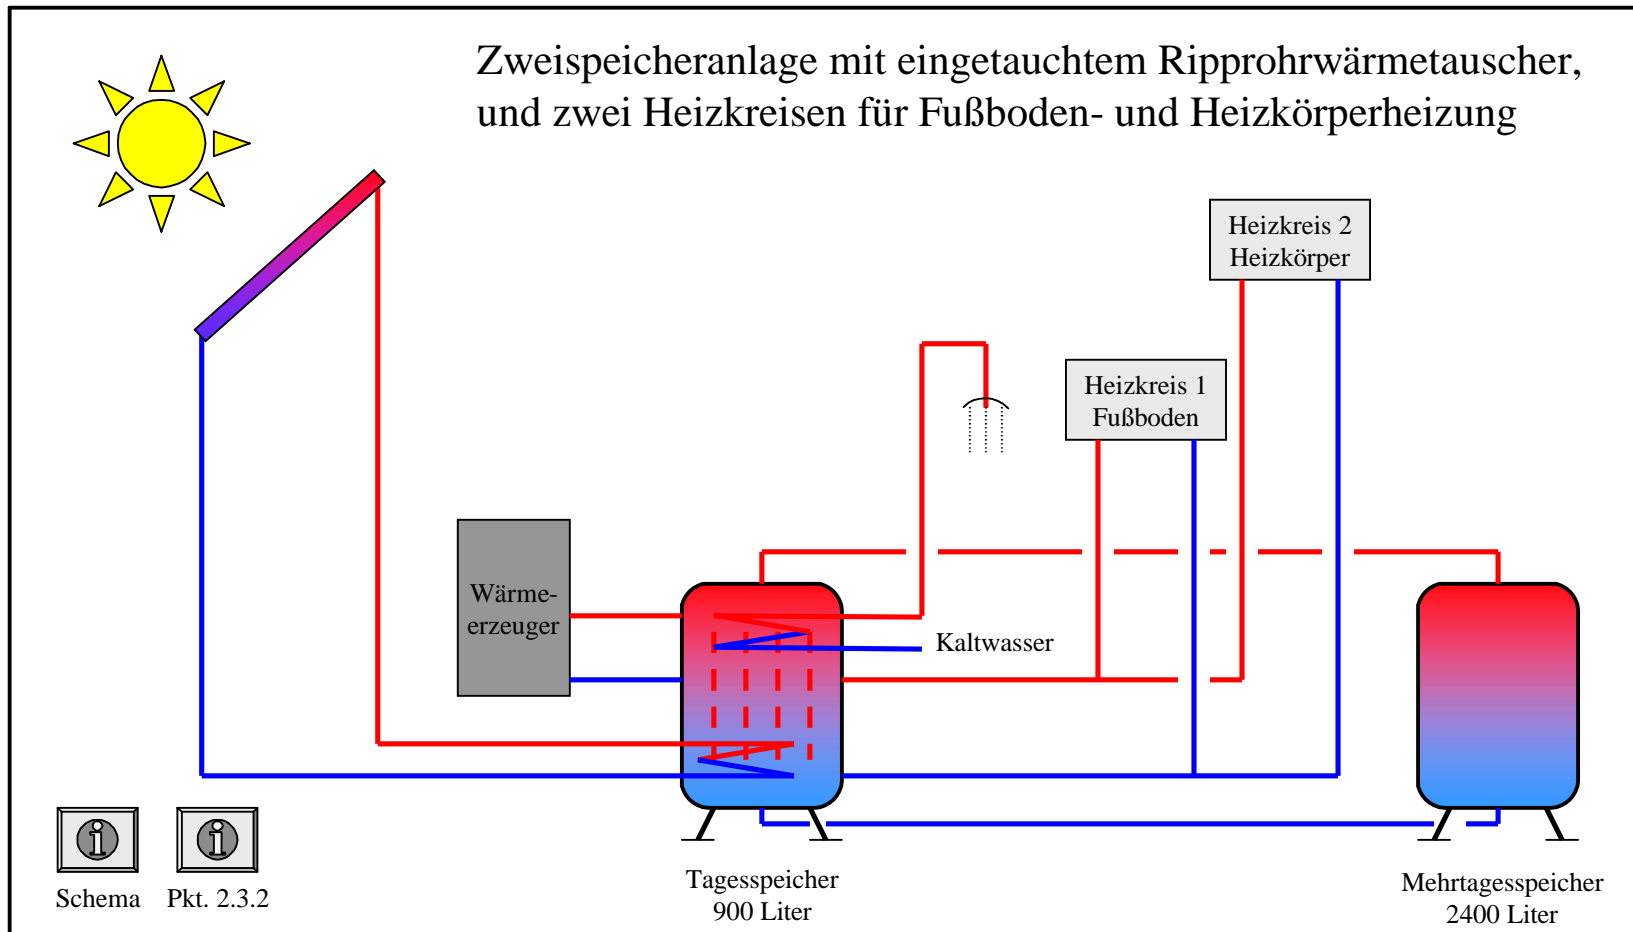 Zweispeicheranlage mit eingetauchtem Ripprohrwärmetauscher,
und zwei Heizkreisen für Fußboden- und Heizkörperheizung
Heizkreis 2
Heizkörper
Heizkreis 1
Fußboden
Wärme-
erzeuger
Kaltwasser
Schema
Pkt. 2.3.2
Tagesspeicher
900 Liter
Mehrtagesspeicher
2400 Liter